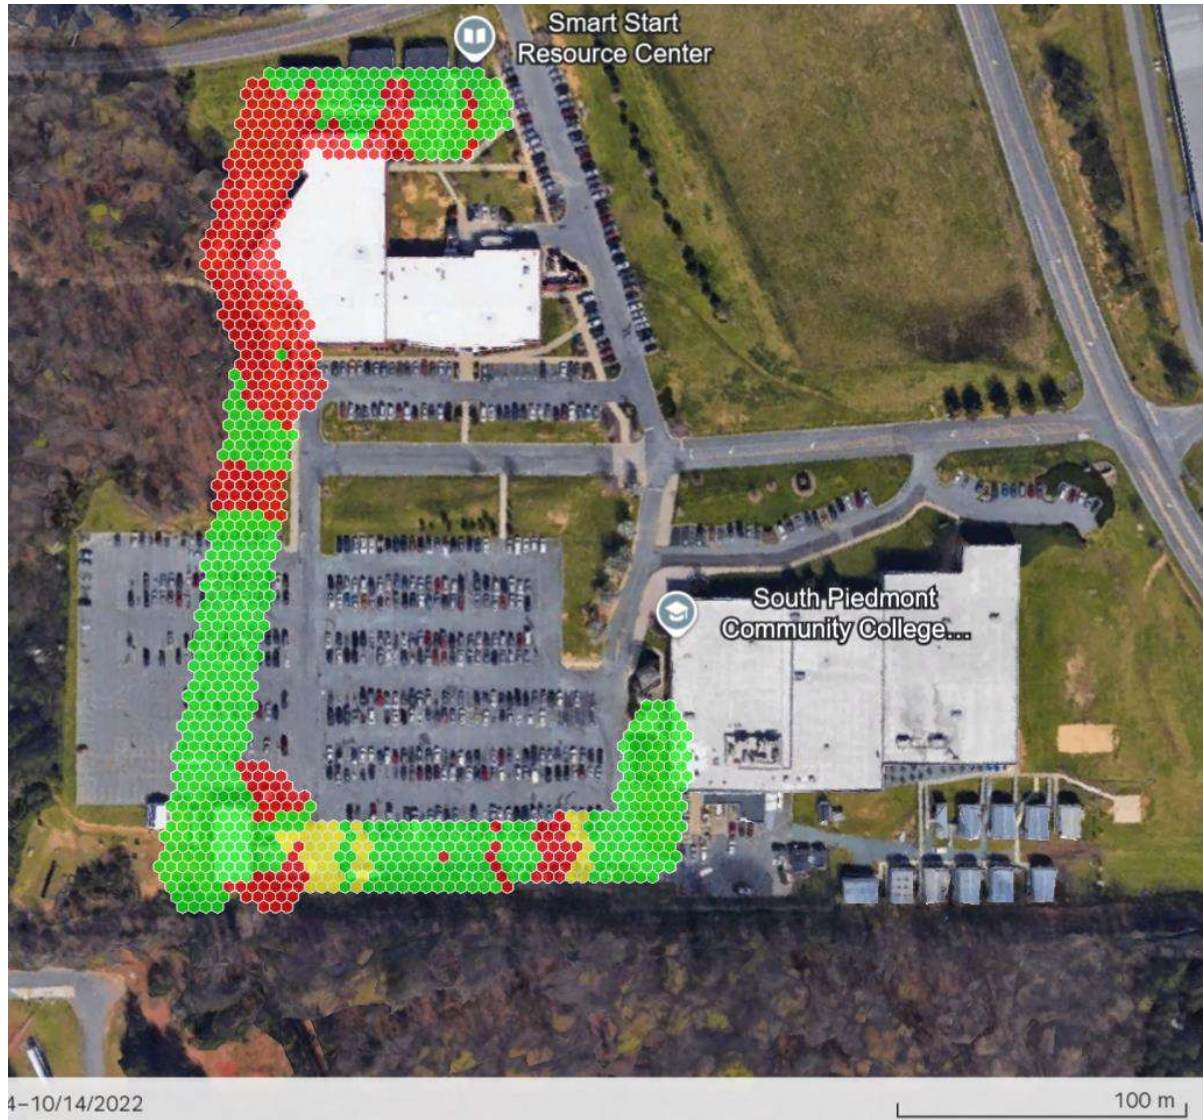 Smart Start
Resource Center
South Piedmont
Community College...
4–10/14/2022
100 m